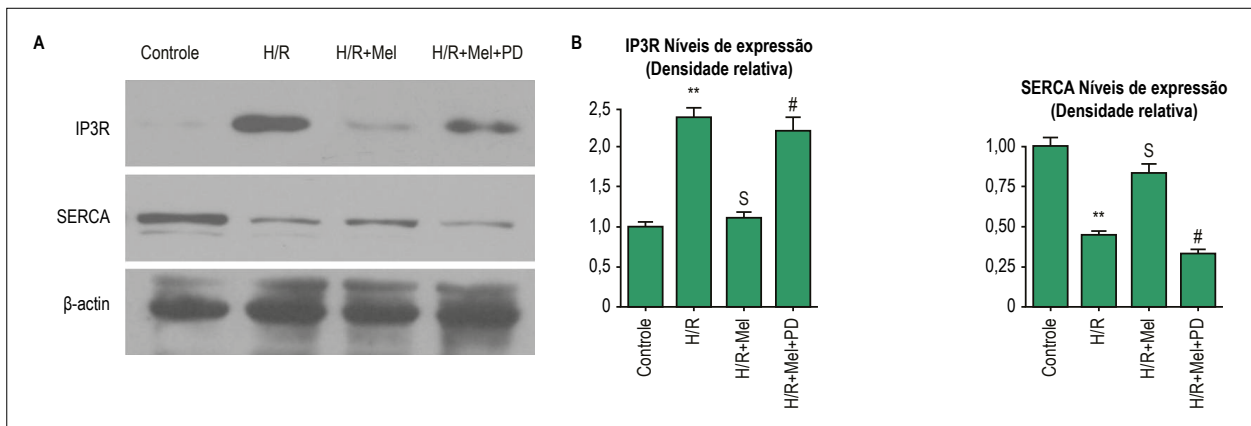 A
Controle H/R H/R+Mel H/R+Mel+PD
IP3R
SERCA
β-actin
B
IP3R Níveis de expressão
(Densidade relativa)
2,5
2,0
1,5
1,0
0,5
0
**
S
#
Controle
H/R
H/R+Mel
H/R+Mel+PD
SERCA Níveis de expressão
(Densidade relativa)
1,00
0,75
0,50
0,25
0
**
S
#
Controle
H/R
H/R+Mel
H/R+Mel+PD